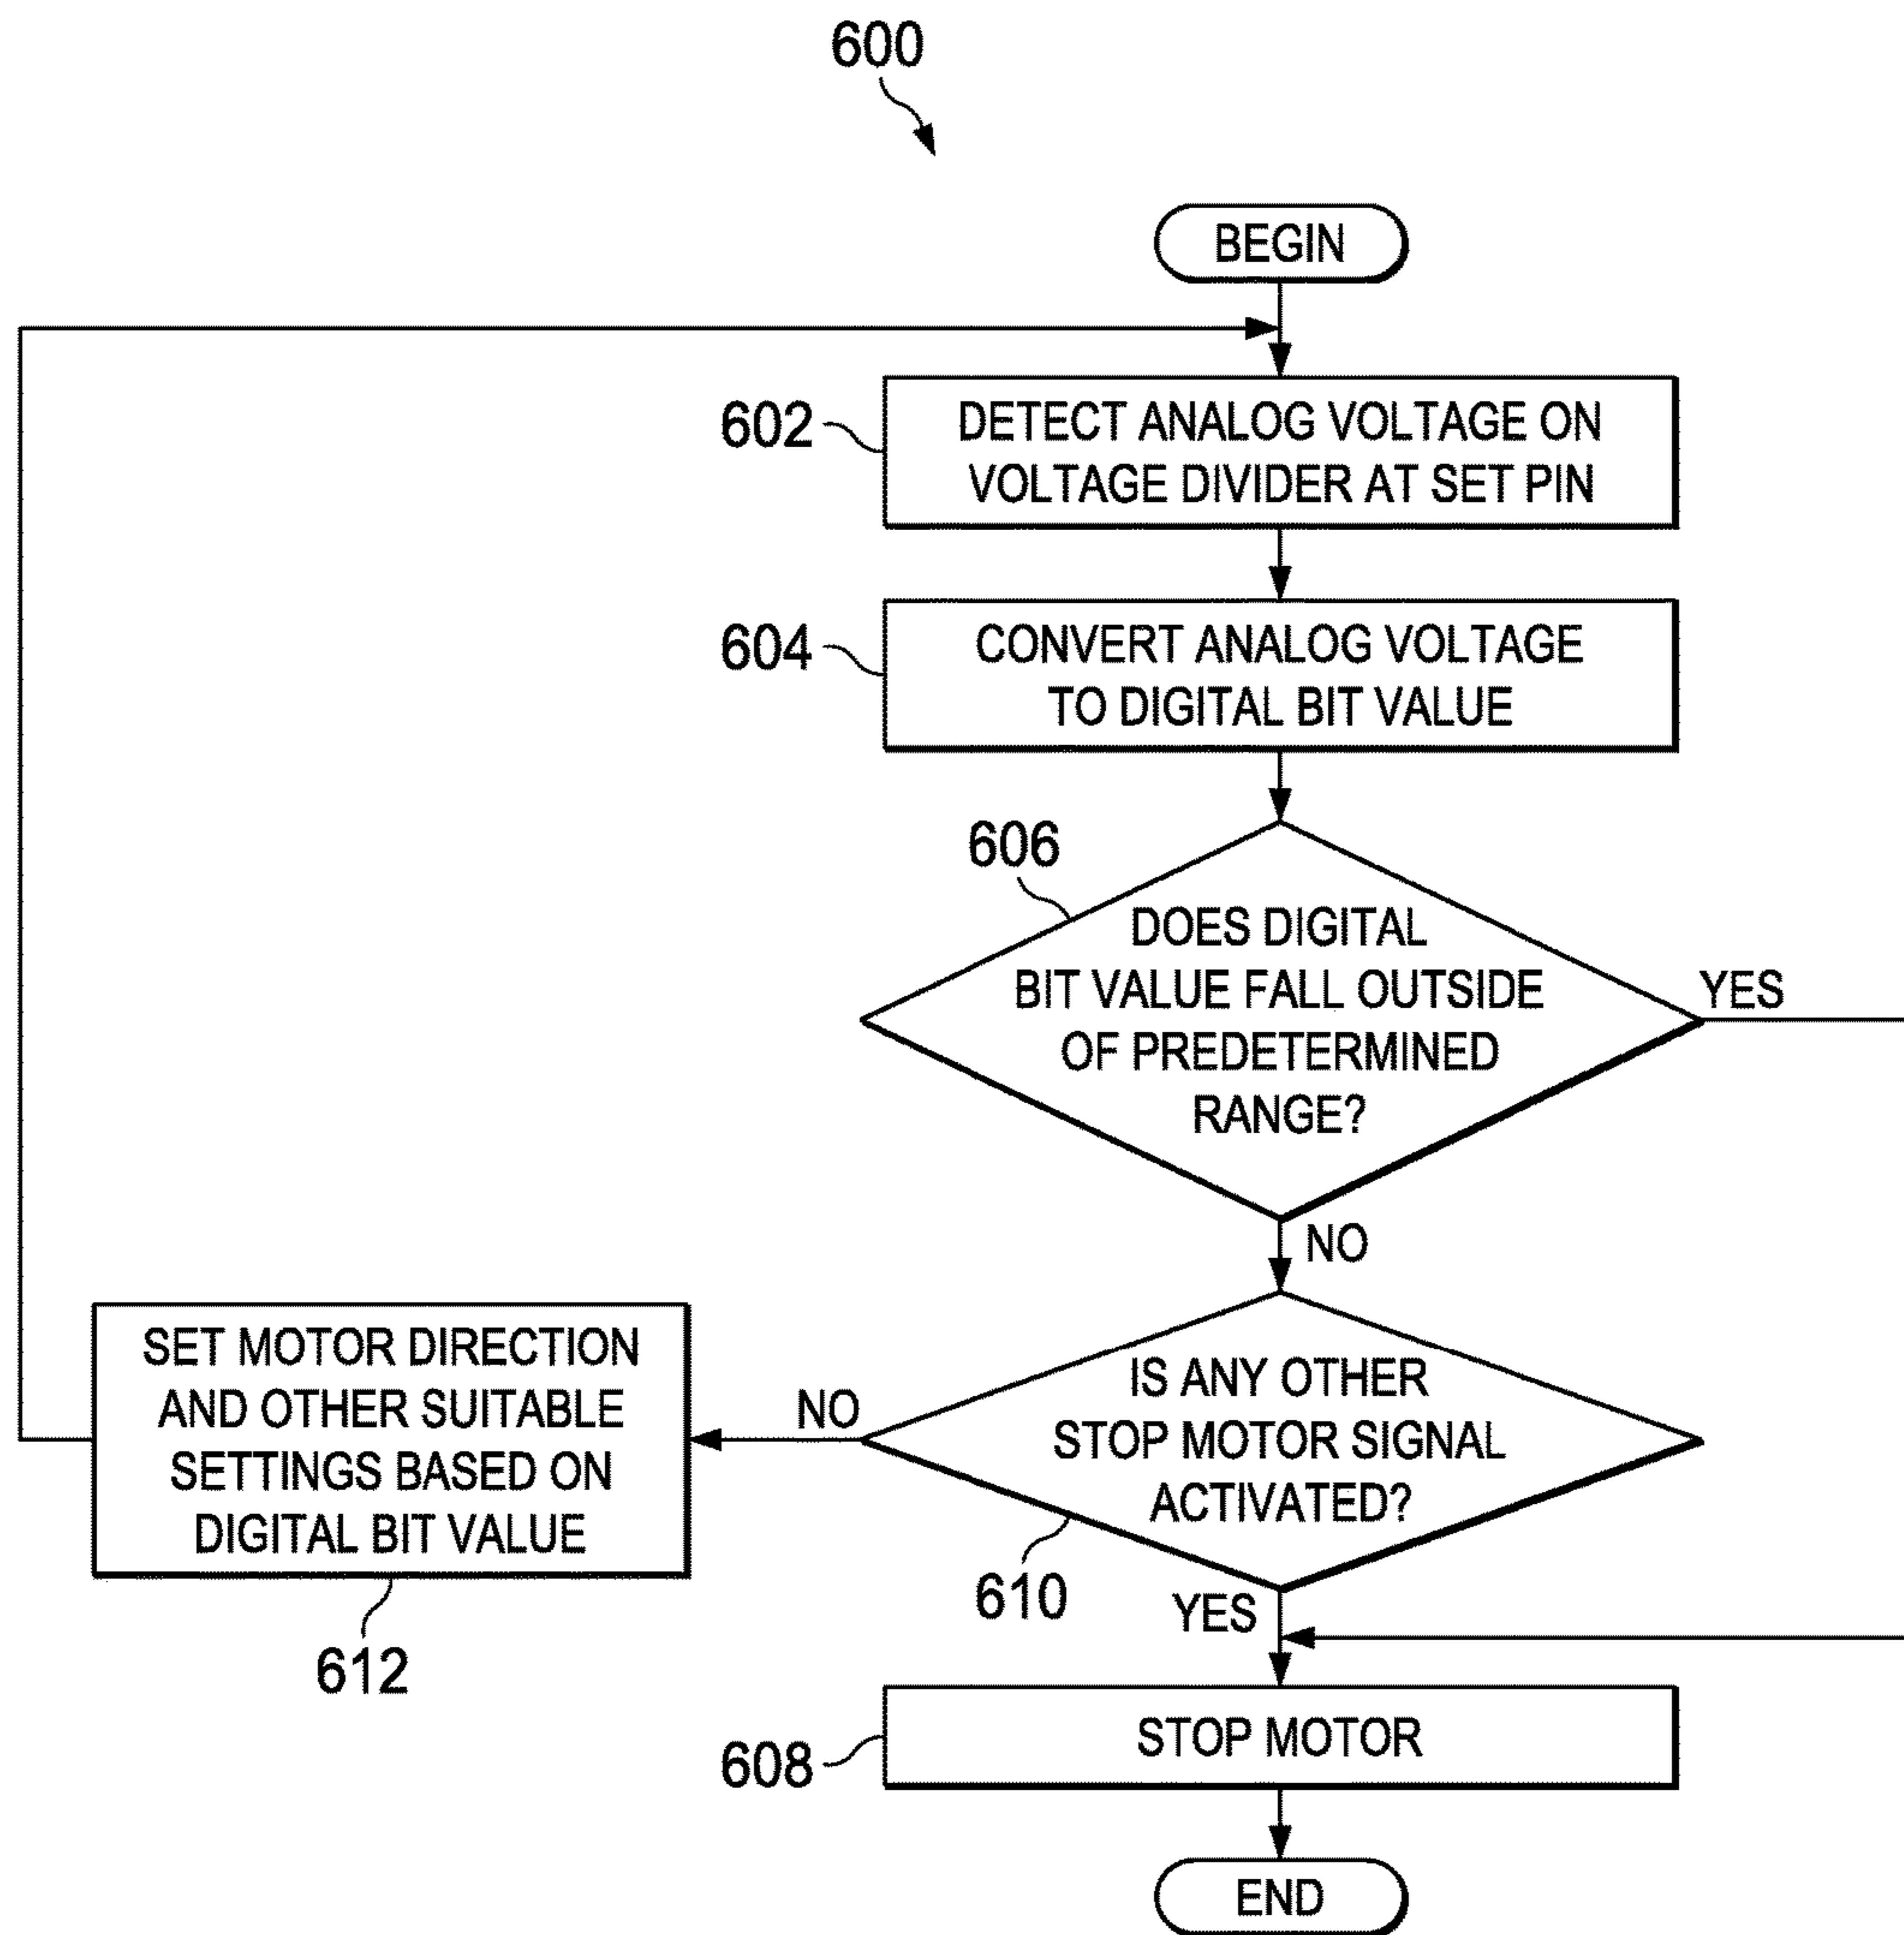 600
BEGIN
602
DETECT ANALOG VOLTAGE ON
VOLTAGE DIVIDER AT SET PIN
604
CONVERT ANALOG VOLTAGE
TO DIGITAL BIT VALUE
606
DOES DIGITAL
BIT VALUE FALL OUTSIDE
OF PREDETERMINED
RANGE?
YES
NO
IS ANY OTHER
STOP MOTOR SIGNAL
ACTIVATED?
610
NO
SET MOTOR DIRECTION
AND OTHER SUITABLE
SETTINGS BASED ON
DIGITAL BIT VALUE
612
YES
608
STOP MOTOR
END